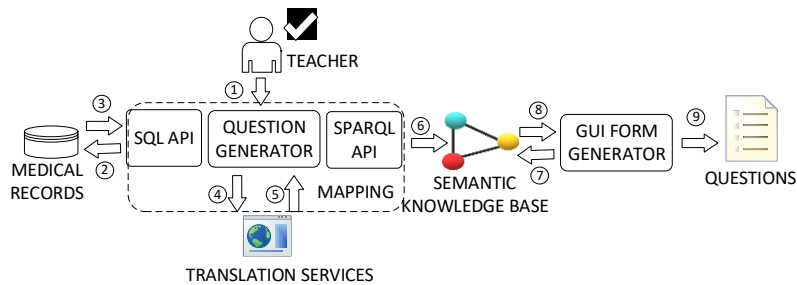 TEACHER
①
③
SQL API
②
MEDICAL
RECORDS
QUESTION
GENERATOR
SPARQL
API
MAPPING
④
⑤
TRANSLATION SERVICES
⑥
SEMANTIC
KNOWLEDGE BASE
⑧
⑦
GUI FORM
GENERATOR
⑨
QUESTIONS